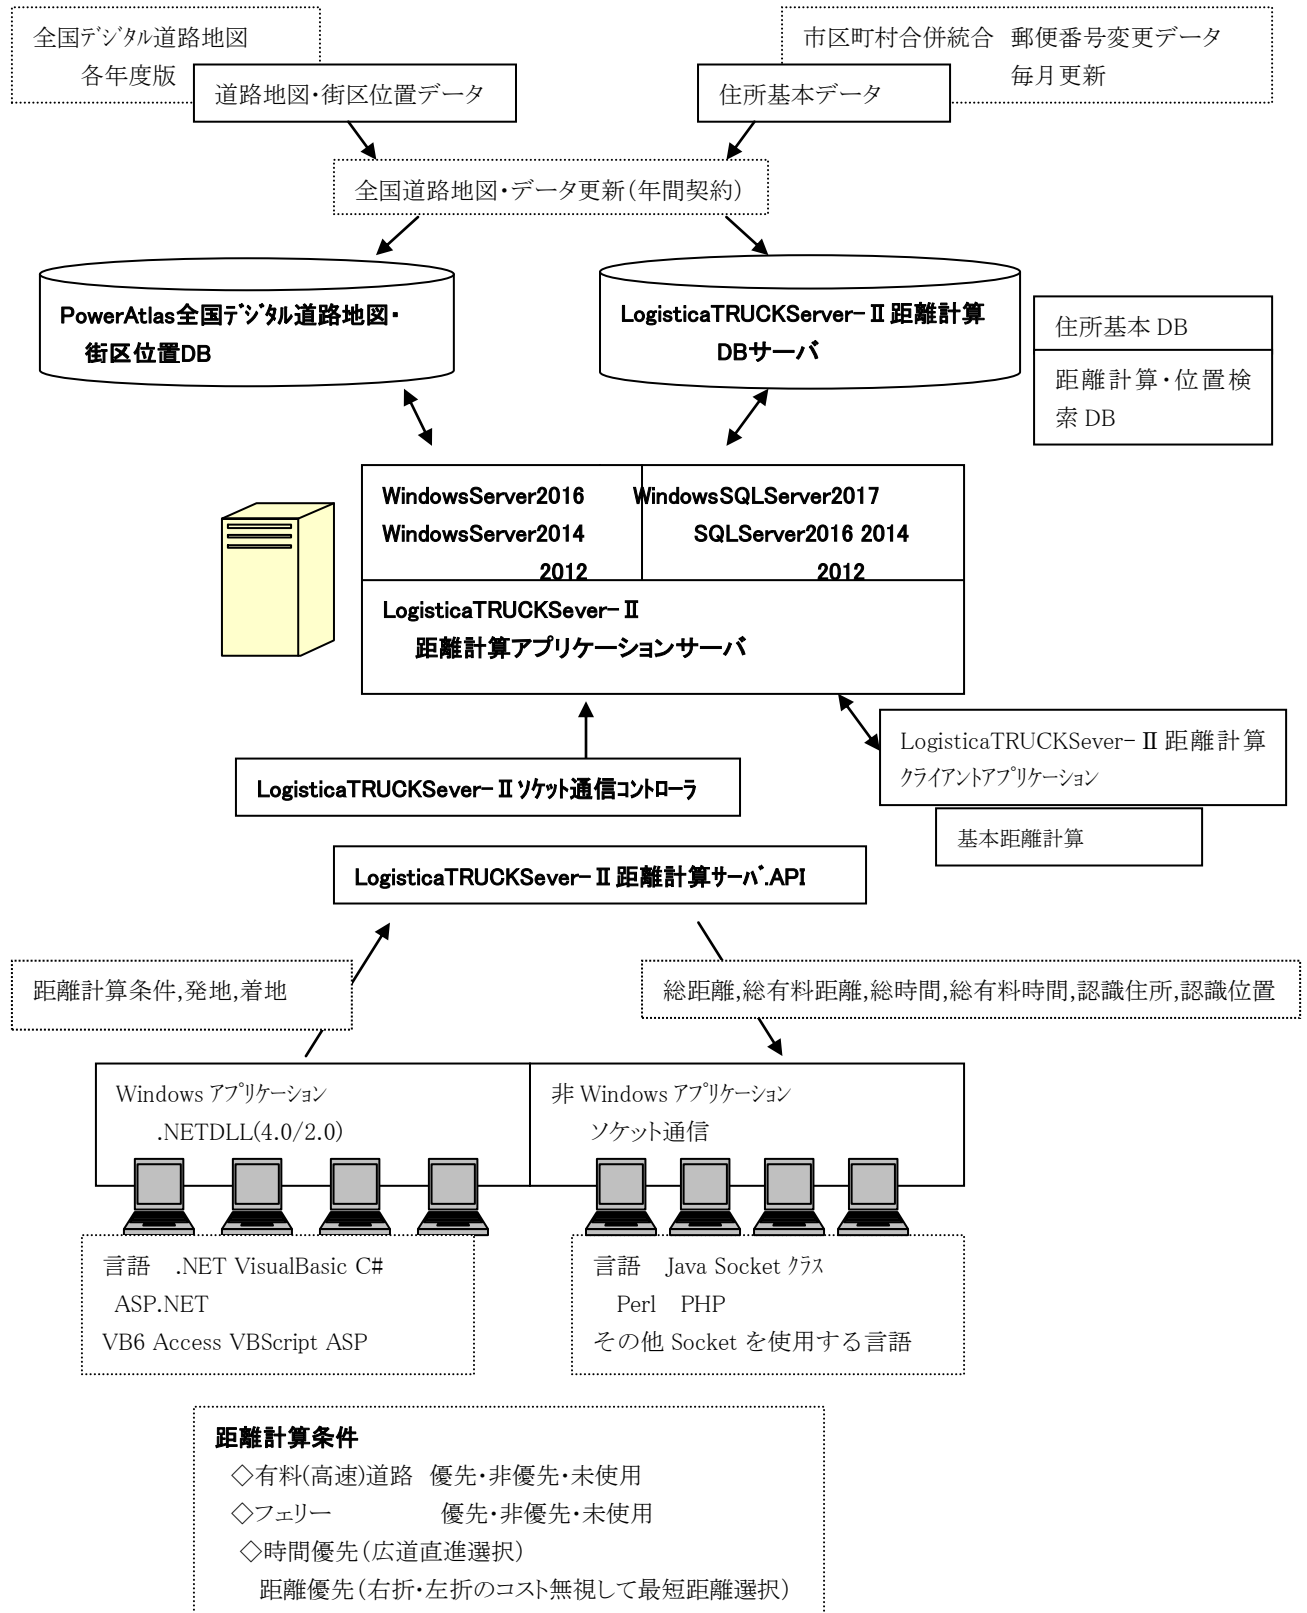 全国ﾃﾞｼﾞﾀﾙ道路地図
各年度版
道路地図・街区位置データ
市区町村合併統合　郵便番号変更データ
毎月更新
住所基本データ
全国道路地図・データ更新（年間契約）
PowerAtlas全国ﾃﾞｼﾞﾀﾙ道路地図・
街区位置DB
LogisticaTRUCKServer-Ⅱ距離計算
DBサーバ
住所基本 DB
距離計算・位置検
索 DB
WindowsServer2016
WindowsServer2014
2012
WindowsSQLServer2017
SQLServer2016 2014
2012
LogisticaTRUCKSever-Ⅱ
距離計算アプリケーションサーバ
LogisticaTRUCKSever-Ⅱ 距離計算
ｸﾗｲｱﾝﾄｱﾌﾟﾘｹｰｼｮﾝ
基本距離計算
LogisticaTRUCKSever-Ⅱｿｹｯﾄ通信ｺﾝﾄﾛｰﾗ
LogisticaTRUCKSever-Ⅱ距離計算ｻｰﾊﾞ.API
距離計算条件,発地,着地
総距離,総有料距離,総時間,総有料時間,認識住所,認識位置
Windows ｱﾌﾟﾘｹｰｼｮﾝ
.NETDLL(4.0/2.0)
非 Windows ｱﾌﾟﾘｹｰｼｮﾝ
ソケット通信
言語　.NET VisualBasic C#
ASP.NET
VB6 Access VBScript ASP
言語　Java Socket ｸﾗｽ
Perl　PHP
その他 Socket を使用する言語
距離計算条件
◇有料(高速)道路　優先・非優先・未使用
◇フェリー　　　　　優先・非優先・未使用
◇時間優先（広道直進選択）
距離優先（右折・左折のコスト無視して最短距離選択）